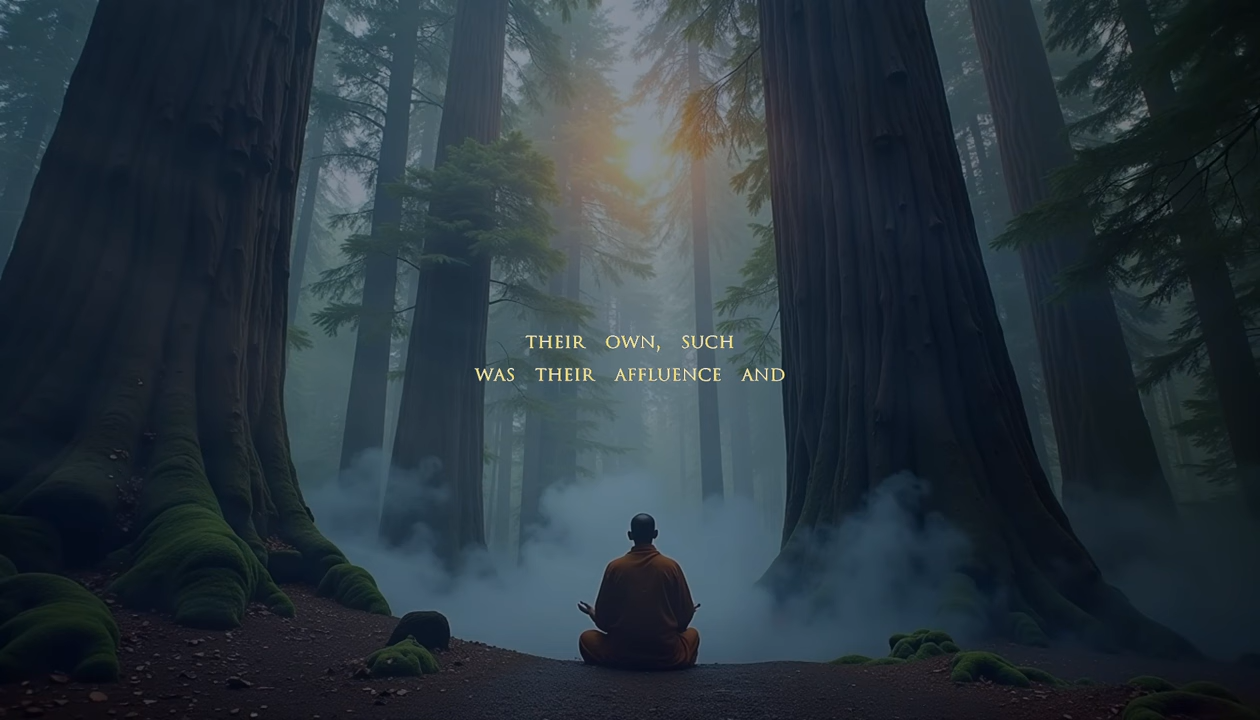 THEIR OWN, SUCH
WAS THEIR AFFLUENCE AND